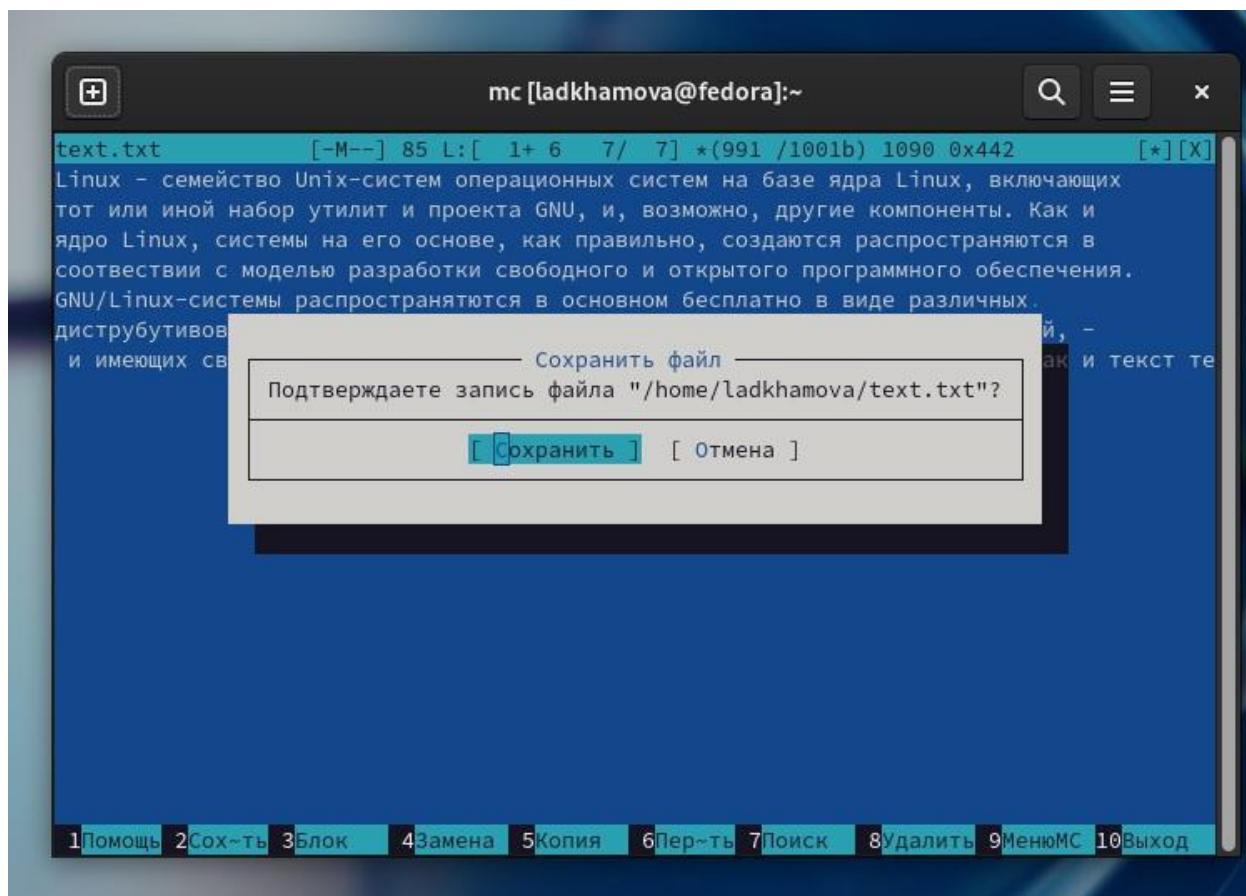 mc [ladkhamova@fedora]:~
text.txt [-M--] 85 L:[ 1+ 6 7/ 7] *(991 /1001b) 1090 0x442 [*][X]
Linux - семейство Unix-систем операционных систем на базе ядра Linux, включающих
тот или иной набор утилит и проекта GNU, и, возможно, другие компоненты. Как и
ядро Linux, системы на его основе, как правильно, создаются распространяются в
соотвествии с моделью разработки свободного и открытого программного обеспечения.
GNU/Linux-системы распространятются в основном бесплатно в виде различных.
диструбутивов й, -
и имеющих св ак и текст те
Сохранить файл
Подтверждаете запись файла "/home/ladkhamova/text.txt"?
[ Сохранить ] [ Отмена ]
1Помощь 2Сох~ть 3Блок 4Замена 5Копия 6Пер~ть 7Поиск 8Удалить 9МенюМС 10Выход